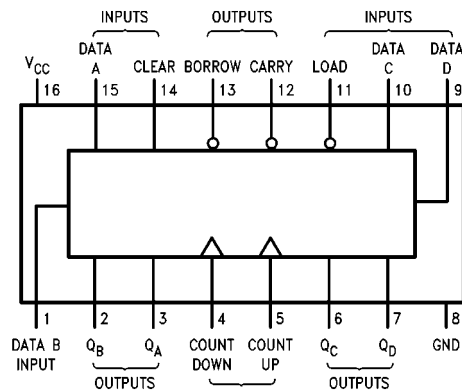 INPUTS OUTPUTS INPUTS
DATA A DATA C DATA D
VCC CLEAR BORROW CARRY LOAD
16 15 14 13 12 11 10 9
1 2 3 4 5 6 7 8
DATA B INPUT QB QA COUNT DOWN COUNT UP QC QD GND
OUTPUTS OUTPUTS